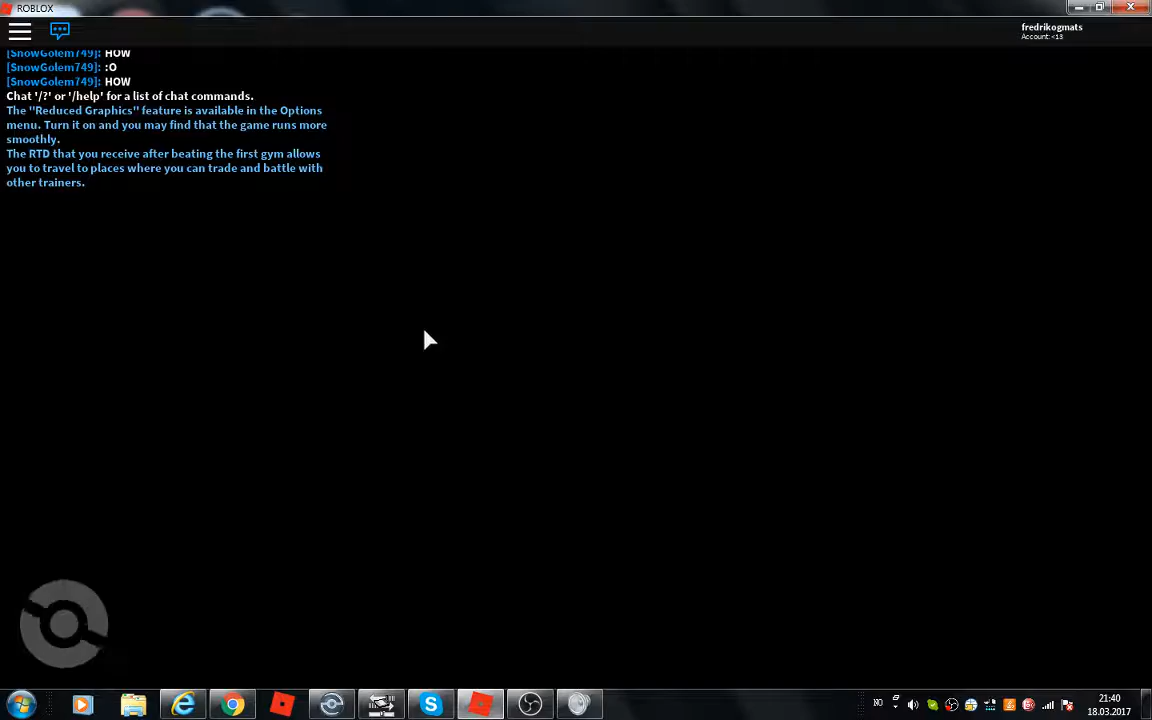 ROBLOX
fredrikogmats
Account: <13
[SnowGolem749]: HOW
[SnowGolem749]: :O
[SnowGolem749]: HOW
Chat '/?' or '/help' for a list of chat commands.
The "Reduced Graphics" feature is available in the Options
menu. Turn it on and you may find that the game runs more
smoothly.
The RTD that you receive after beating the first gym allows
you to travel to places where you can trade and battle with
other trainers.
NO
21:40
18.03.2017